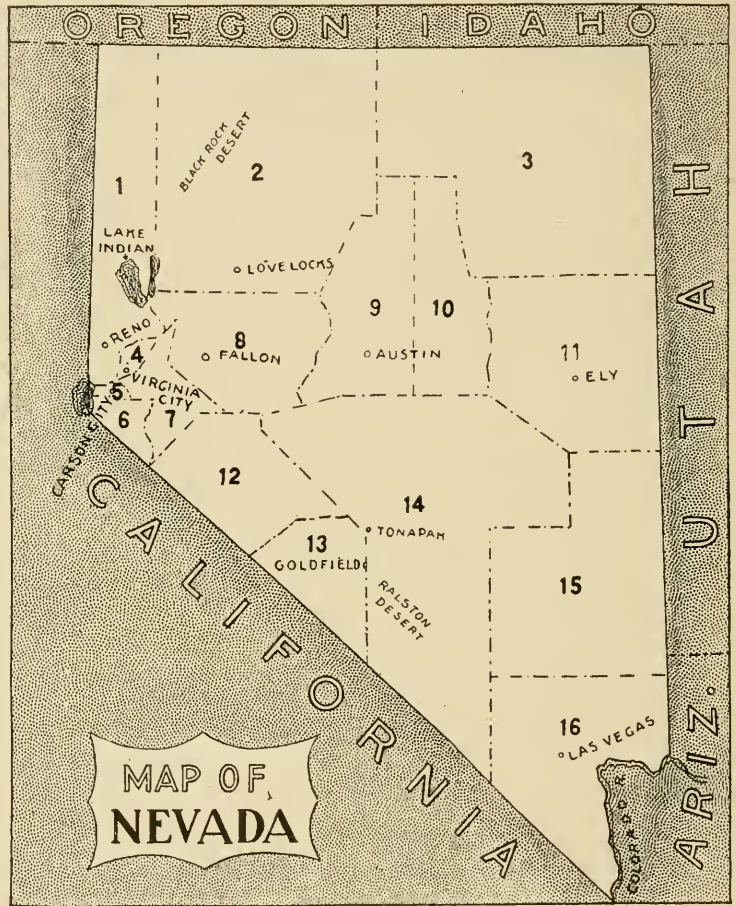 OREGON
IDAHO
UTAH
ARIZ.
CALIFORNIA
1
2
3
BLACK ROCK
DESERT
LAKE
INDIAN
LOVELOCKS
RENO
4
8
FALLON
9
10
AUSTIN
11
ELY
VIRGINIA
CITY
5
CARSON CITY
6
7
12
14
TONAPAH
13
GOLDFIELD
RALSTON
DESERT
15
16
LAS VEGAS
COLORADO R.
MAP OF
NEVADA